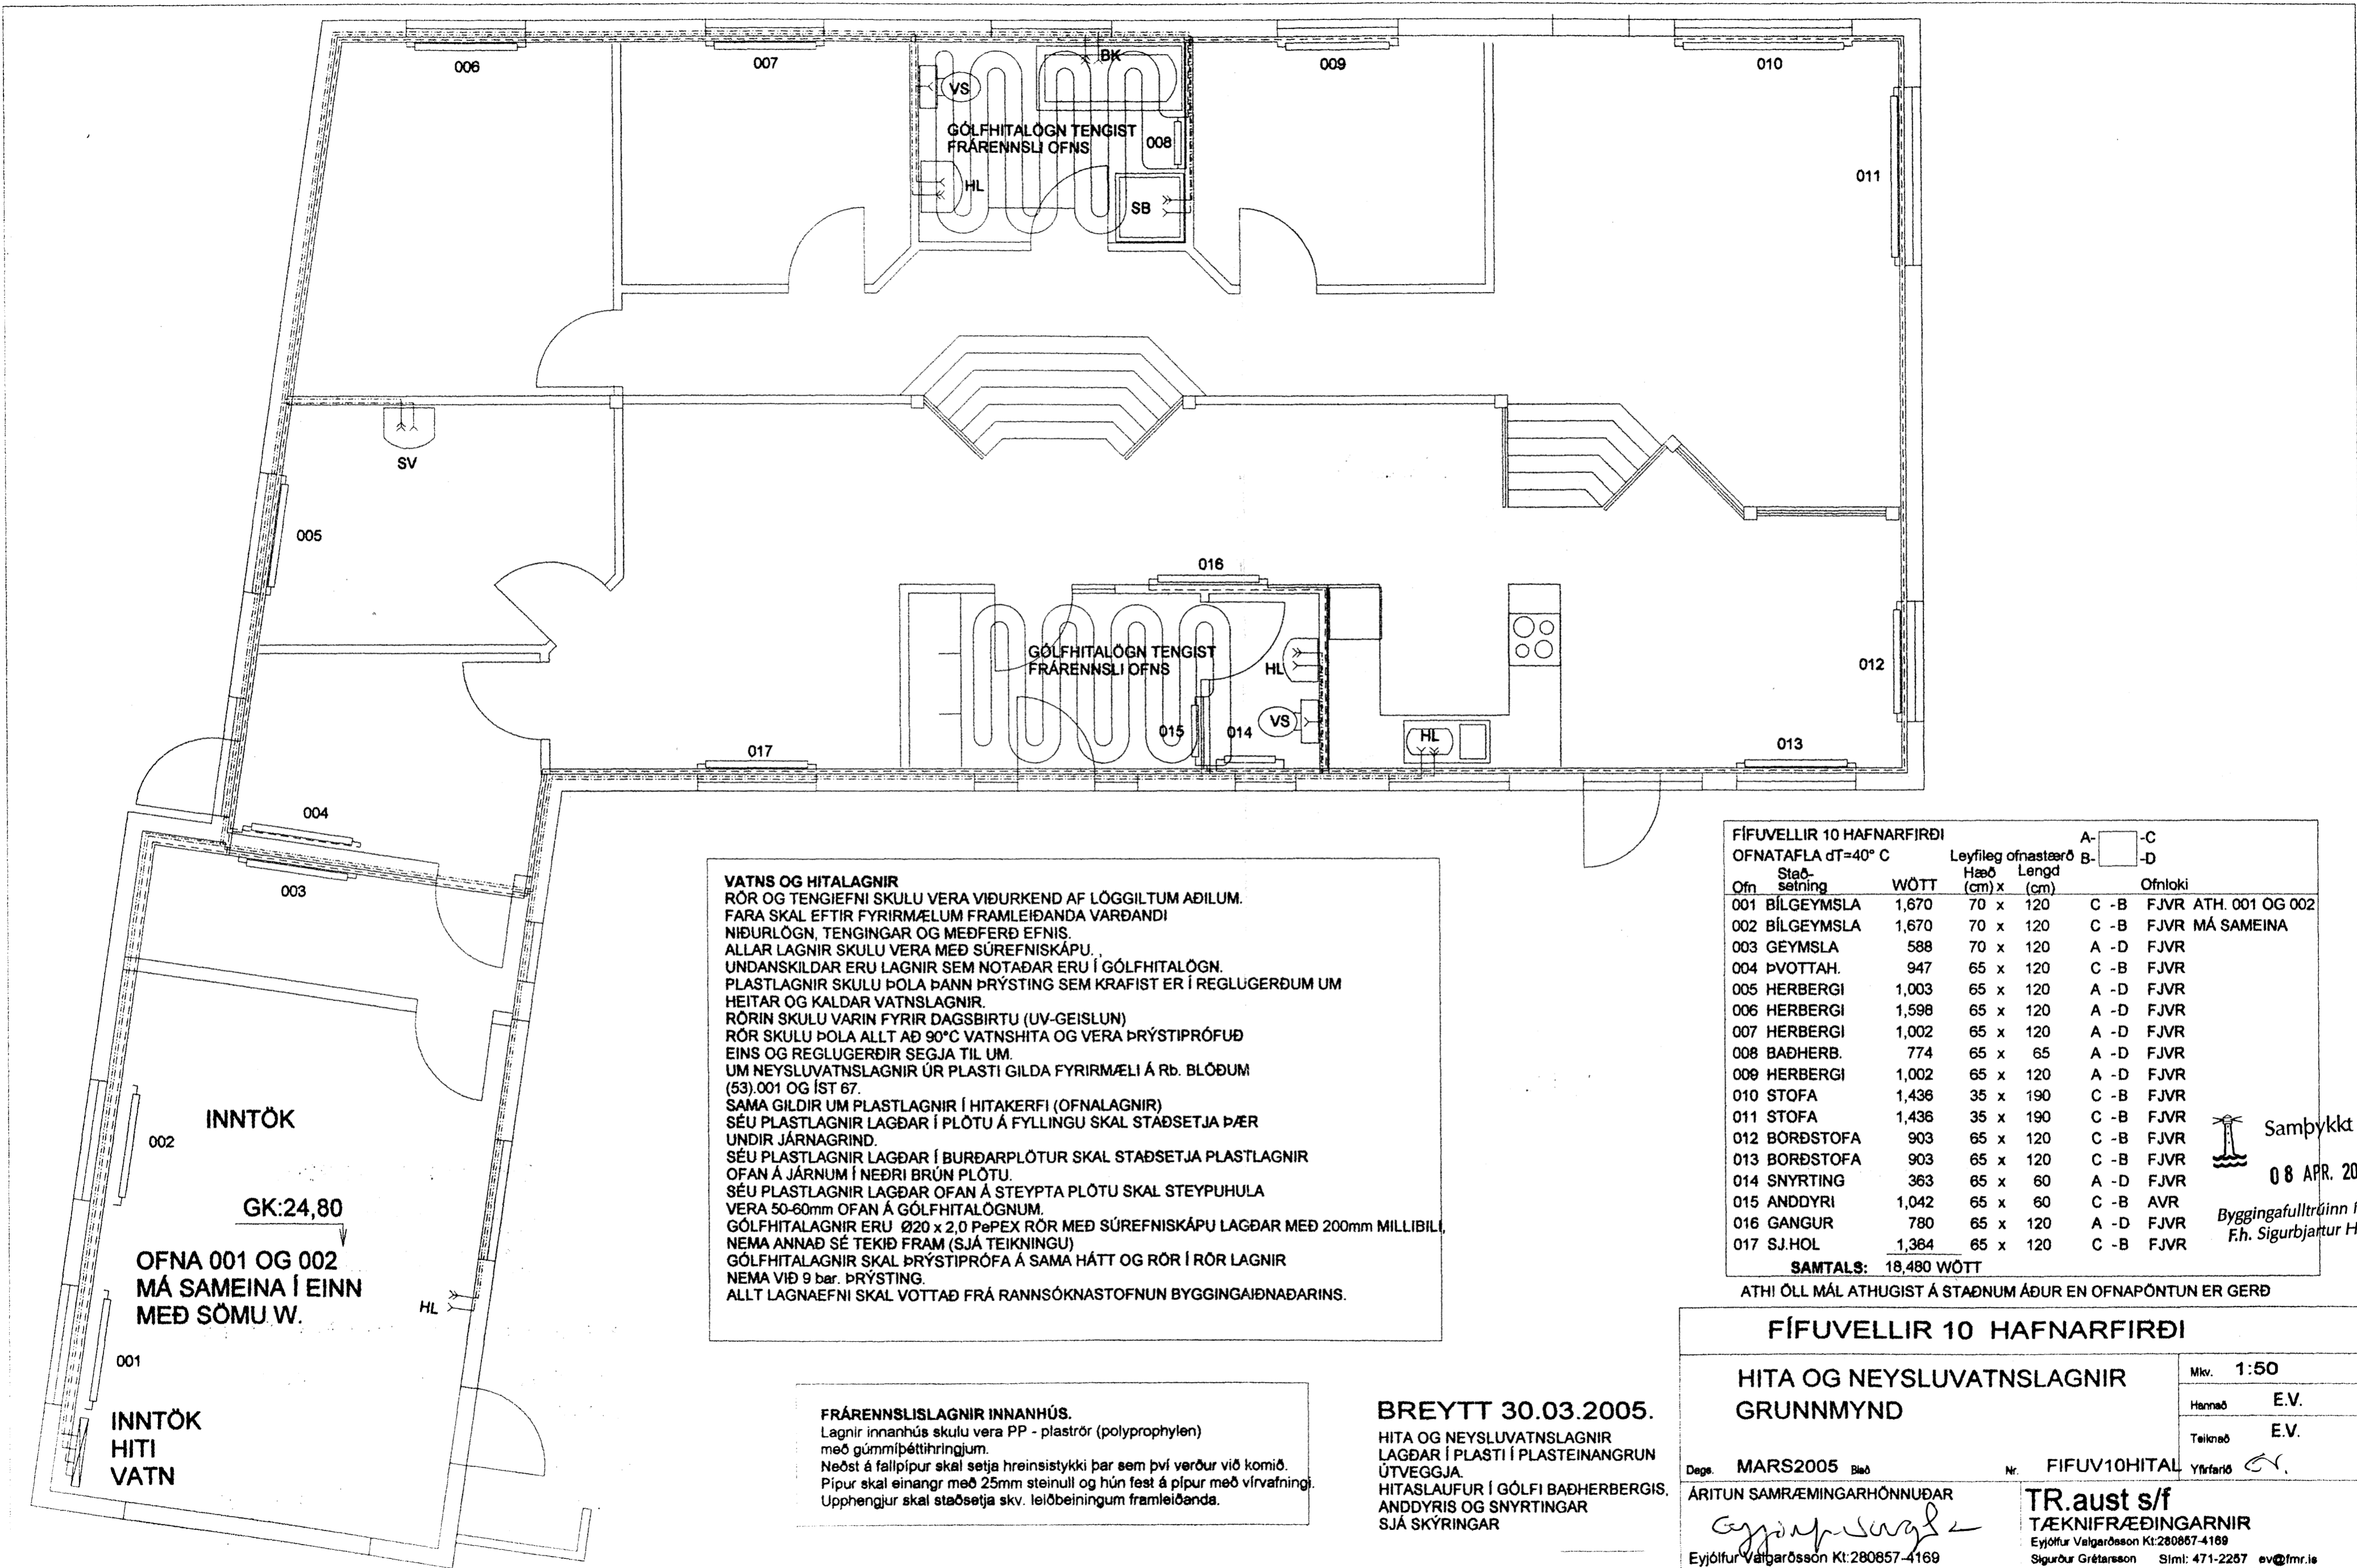 006
007
BK
009
010
VS
GÓLFHITALÖGN TENGIST
FRÁRENNSLI OFNS
008
HL
SB
011
SV
005
016
GÓLFHITALÖGN TENGIST
FRÁRENNSLI OFNS
HL
VS
015
014
HL
012
017
013
004
003
INNTÖK
002
GK:24,80
OFNA 001 OG 002
MÁ SAMEINA Í EINN
MEÐ SÖMU W.
HL
001
INNTÖK
HITI
VATN
VATNS OG HITALAGNIR
RÖR OG TENGIEFNI SKULU VERA VIÐURKEND AF LÖGGILTUM AÐILUM.
FARA SKAL EFTIR FYRIRMÆLUM FRAMLEIÐANDA VARÐANDI
NIÐURLÖGN, TENGINGAR OG MEÐFERÐ EFNIS.
ALLAR LAGNIR SKULU VERA MEÐ SÚREFNISKÁPU.
UNDANSKILDAR ERU LAGNIR SEM NOTAÐAR ERU Í GÓLFHITALÖGN.
PLASTLAGNIR SKULU ÞOLA ÞANN ÞRÝSTING SEM KRAFIST ER Í REGLUGERÐUM UM
HEITAR OG KALDAR VATNSLAGNIR.
RÖRIN SKULU VARIN FYRIR DAGSBIRTU (UV-GEISLUN)
RÖR SKULU ÞOLA ALLT AÐ 90°C VATNSHITA OG VERA ÞRÝSTIPRÓFUÐ
EINS OG REGLUGERÐIR SEGJA TIL UM.
UM NEYSLUVATNSLAGNIR ÚR PLASTI GILDA FYRIRMÆLI Á Rb. BLÖÐUM
(53).001 OG ÍST 67.
SAMA GILDIR UM PLASTLAGNIR Í HITAKERFI (OFNALAGNIR)
SÉU PLASTLAGNIR LAGÐAR Í PLÖTU Á FYLLINGU SKAL STAÐSETJA ÞÆR
UNDIR JÁRNAGRIND.
SÉU PLASTLAGNIR LAGÐAR Í BURÐARPLÖTUR SKAL STAÐSETJA PLASTLAGNIR
OFAN Á JÁRNUM Í NEÐRI BRÚN PLÖTU.
SÉU PLASTLAGNIR LAGÐAR OFAN Á STEYPTA PLÖTU SKAL STEYPUHULA
VERA 50-60mm OFAN Á GÓLFHITALÖGNUM.
GÓLFHITALAGNIR ERU Ø20 x 2,0 PePEX RÖR MEÐ SÚREFNISKÁPU LAGÐAR MEÐ 200mm MILLIBILI,
NEMA ANNAÐ SÉ TEKIÐ FRAM (SJÁ TEIKNINGU)
GÓLFHITALAGNIR SKAL ÞRÝSTIPRÓFA Á SAMA HÁTT OG RÖR Í RÖR LAGNIR
NEMA VIÐ 9 bar. ÞRÝSTING.
ALLT LAGNAEFNI SKAL VOTTAÐ FRÁ RANNSÓKNASTOFNUN BYGGINGAIÐNAÐARINS.
FÍFUVELLIR 10 HAFNARFIRÐI A- -C
OFNATAFLA dT=40° C Leyfileg ofnastærð B- -D
Ofn Stað-setning WÖTT Hæð (cm) x Lengd (cm) Ofnloki
001 BÍLGEYMSLA 1,670 70 x 120 C -B FJVR ATH. 001 OG 002
002 BÍLGEYMSLA 1,670 70 x 120 C -B FJVR MÁ SAMEINA
003 GEYMSLA 588 70 x 120 A -D FJVR
004 ÞVOTTAH. 947 65 x 120 C -B FJVR
005 HERBERGI 1,003 65 x 120 A -D FJVR
006 HERBERGI 1,598 65 x 120 A -D FJVR
007 HERBERGI 1,002 65 x 120 A -D FJVR
008 BAÐHERB. 774 65 x 65 A -D FJVR
009 HERBERGI 1,002 65 x 120 A -D FJVR
010 STOFA 1,436 35 x 190 C -B FJVR
011 STOFA 1,436 35 x 190 C -B FJVR
012 BORÐSTOFA 903 65 x 120 C -B FJVR
013 BORÐSTOFA 903 65 x 120 C -B FJVR
014 SNYRTING 363 65 x 60 A -D FJVR
015 ANDDYRI 1,042 65 x 60 C -B AVR
016 GANGUR 780 65 x 120 A -D FJVR
017 SJ.HOL 1,364 65 x 120 C -B FJVR
SAMTALS: 18,480 WÖTT
Samþykkt
08 APR. 20
Byggingafulltrúinn
F.h. Sigurbjartur H
ATH! ÖLL MÁL ATHUGIST Á STAÐNUM ÁÐUR EN OFNAPÖNTUN ER GERÐ
FRÁRENNSLISLAGNIR INNANHÚS.
Lagnir innanhús skulu vera PP - plaströr (polyprophylen)
með gúmmíþéttihringjum.
Neðst á fallpípur skal setja hreinsistykki þar sem því verður við komið.
Pípur skal einangr með 25mm steinull og hún fest á pípur með vírvafningi.
Upphengjur skal staðsetja skv. leiðbeiningum framleiðanda.
BREYTT 30.03.2005.
HITA OG NEYSLUVATNSLAGNIR
LAGÐAR Í PLASTI Í PLASTEINANGRUN
ÚTVEGGJA.
HITASLAUFUR Í GÓLFI BAÐHERBERGIS,
ANDDYRIS OG SNYRTINGAR
SJÁ SKÝRINGAR
FÍFUVELLIR 10 HAFNARFIRÐI
HITA OG NEYSLUVATNSLAGNIR
GRUNNMYND
Mkv. 1:50
Hannað E.V.
Teiknað E.V.
Dags. MARS2005 Blað Nr. FIFUV10HITAL Yfirfarið
ÁRITUN SAMRÆMINGARHÖNNUÐAR
Eyjólfur Valgarðsson Kt:280857-4169
TR.aust s/f
TÆKNIFRÆÐINGARNIR
Eyjólfur Valgarðsson Kt:280857-4169
Sigurður Grétarsson Sími: 471-2257 ev@fmr.is